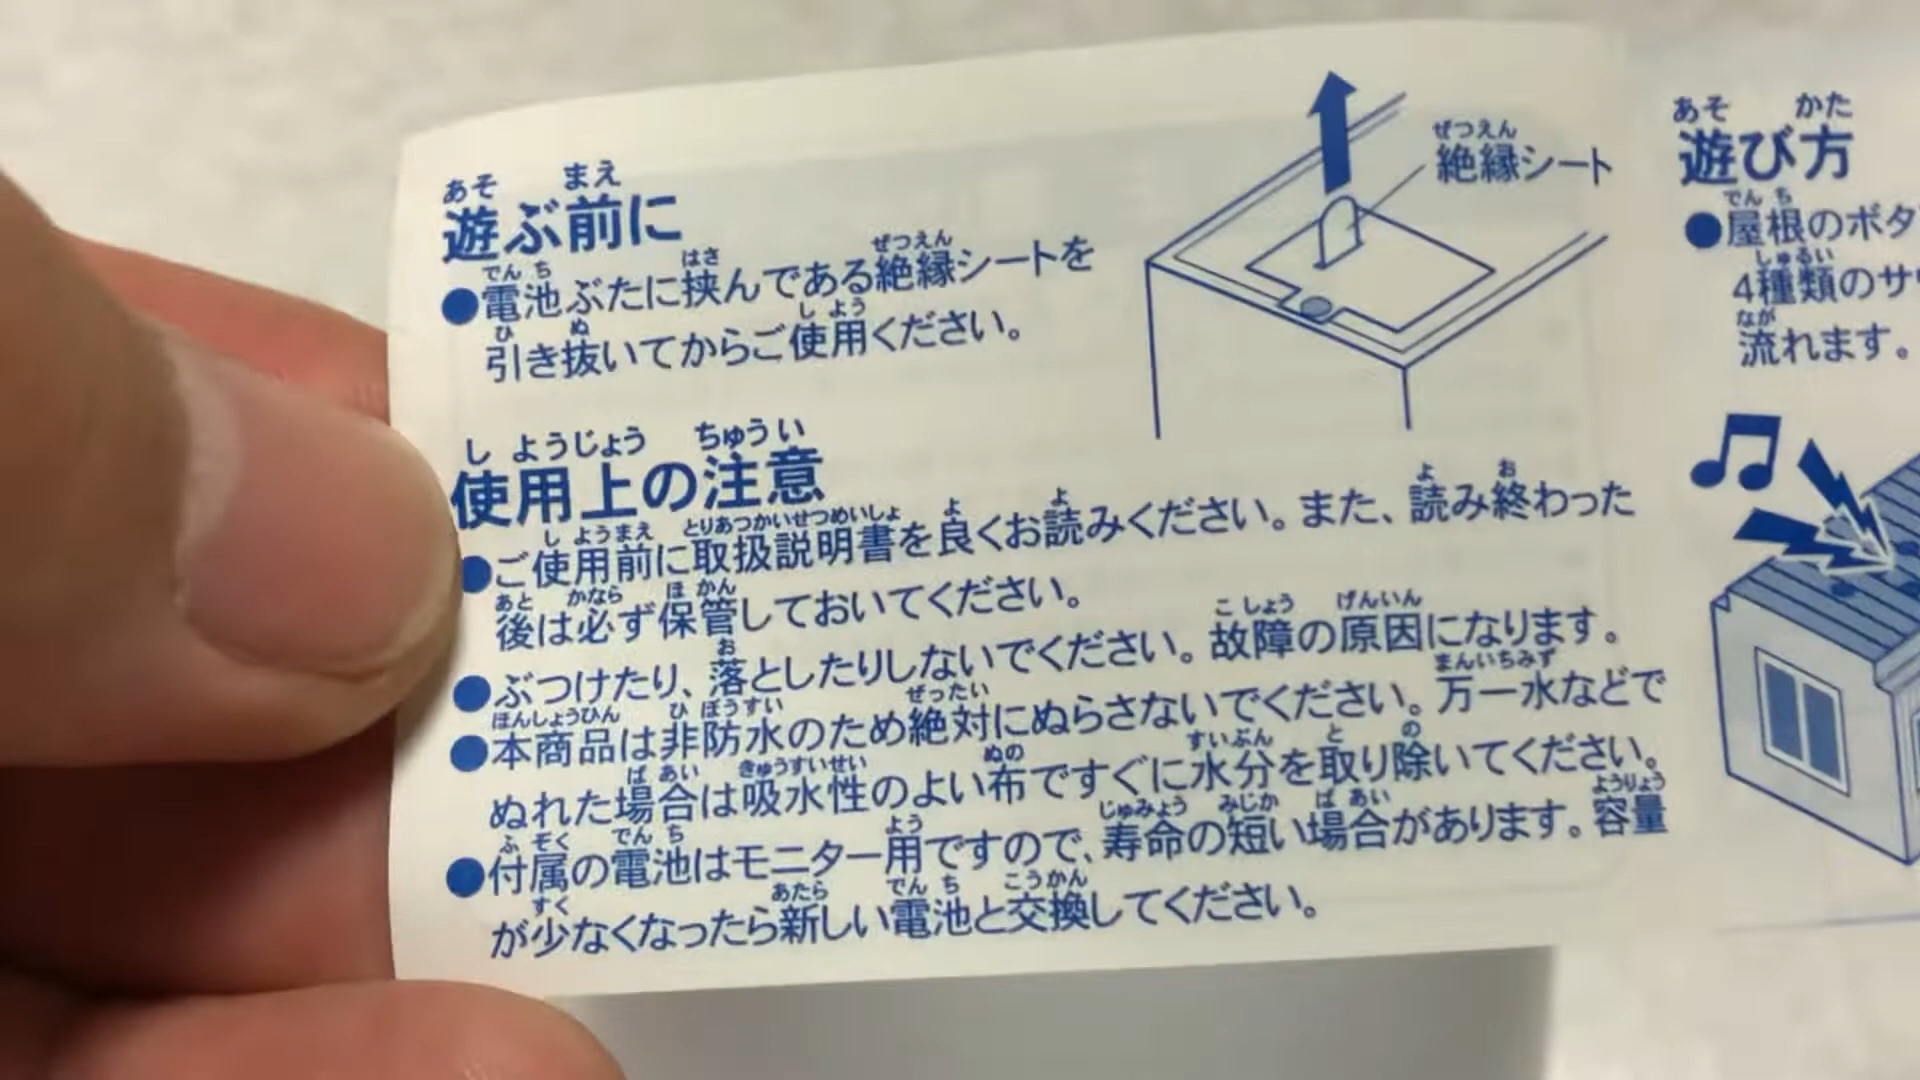 遊ぶ前に
●電池ぶたに挟んである絶縁シートを
引き抜いてからご使用ください。
絶縁シート
使用上の注意
●ご使用前に取扱説明書を良くお読みください。また、読み終わった
後は必ず保管しておいてください。
●ぶつけたり、落としたりしないでください。故障の原因になります。
●本商品は非防水のため絶対にぬらさないでください。万一水などで
ぬれた場合は吸水性のよい布ですぐに水分を取り除いてください。
●付属の電池はモニター用ですので、寿命の短い場合があります。容量
が少なくなったら新しい電池と交換してください。
遊び方
●屋根のボタ
4種類のサウ
流れます。